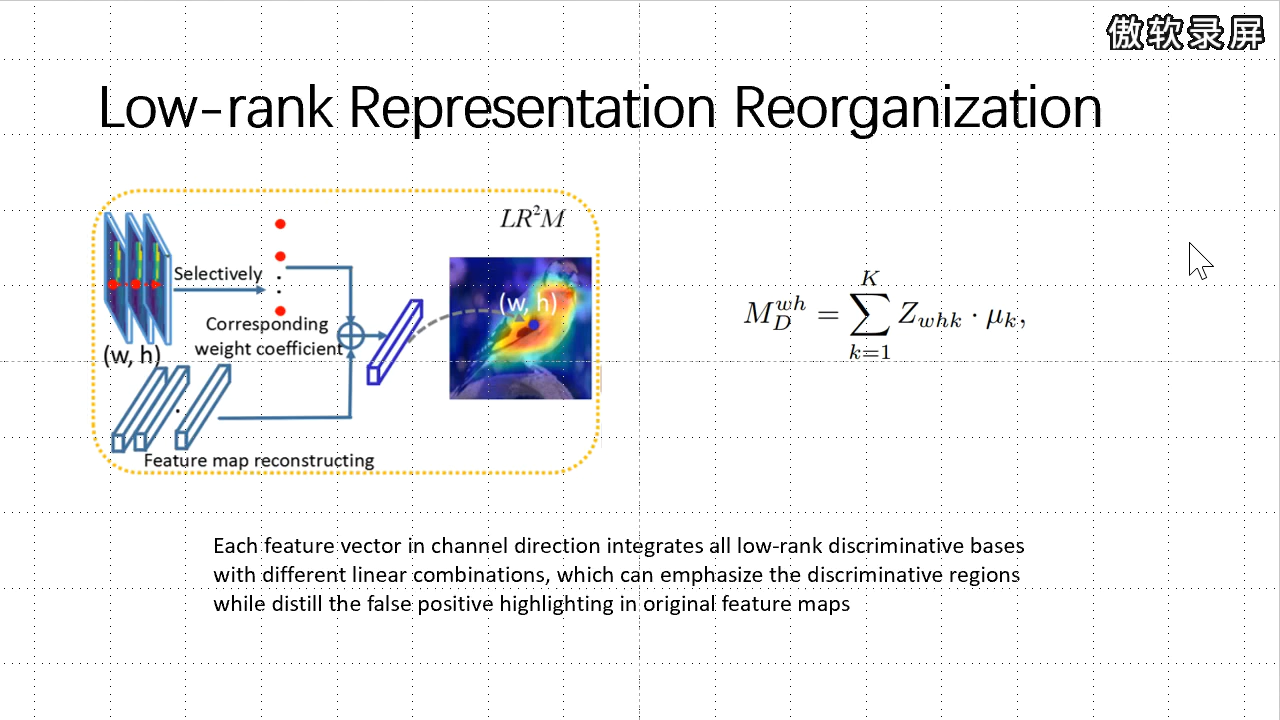 傲软录屏
Low-rank Representation Reorganization
LR²M
Selectively
(w, h)
Corresponding
weight coefficient
(w, h)
Feature map reconstructing
M_D^{wh} = \sum_{k=1}^{K} Z_{whk} \cdot \mu_k,
Each feature vector in channel direction integrates all low-rank discriminative bases
with different linear combinations, which can emphasize the discriminative regions
while distill the false positive highlighting in original feature maps